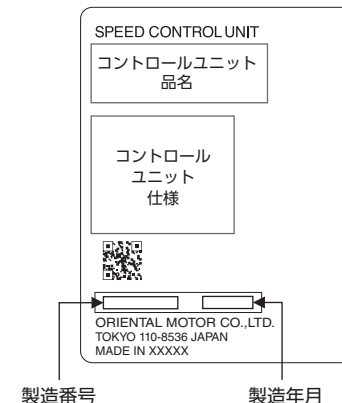 SPEED CONTROL UNIT
コントロールユニット
品名
コントロール
ユニット
仕様
ORIENTAL MOTOR CO.,LTD.
TOKYO 110-8536 JAPAN
MADE IN XXXXX
製造番号
製造年月